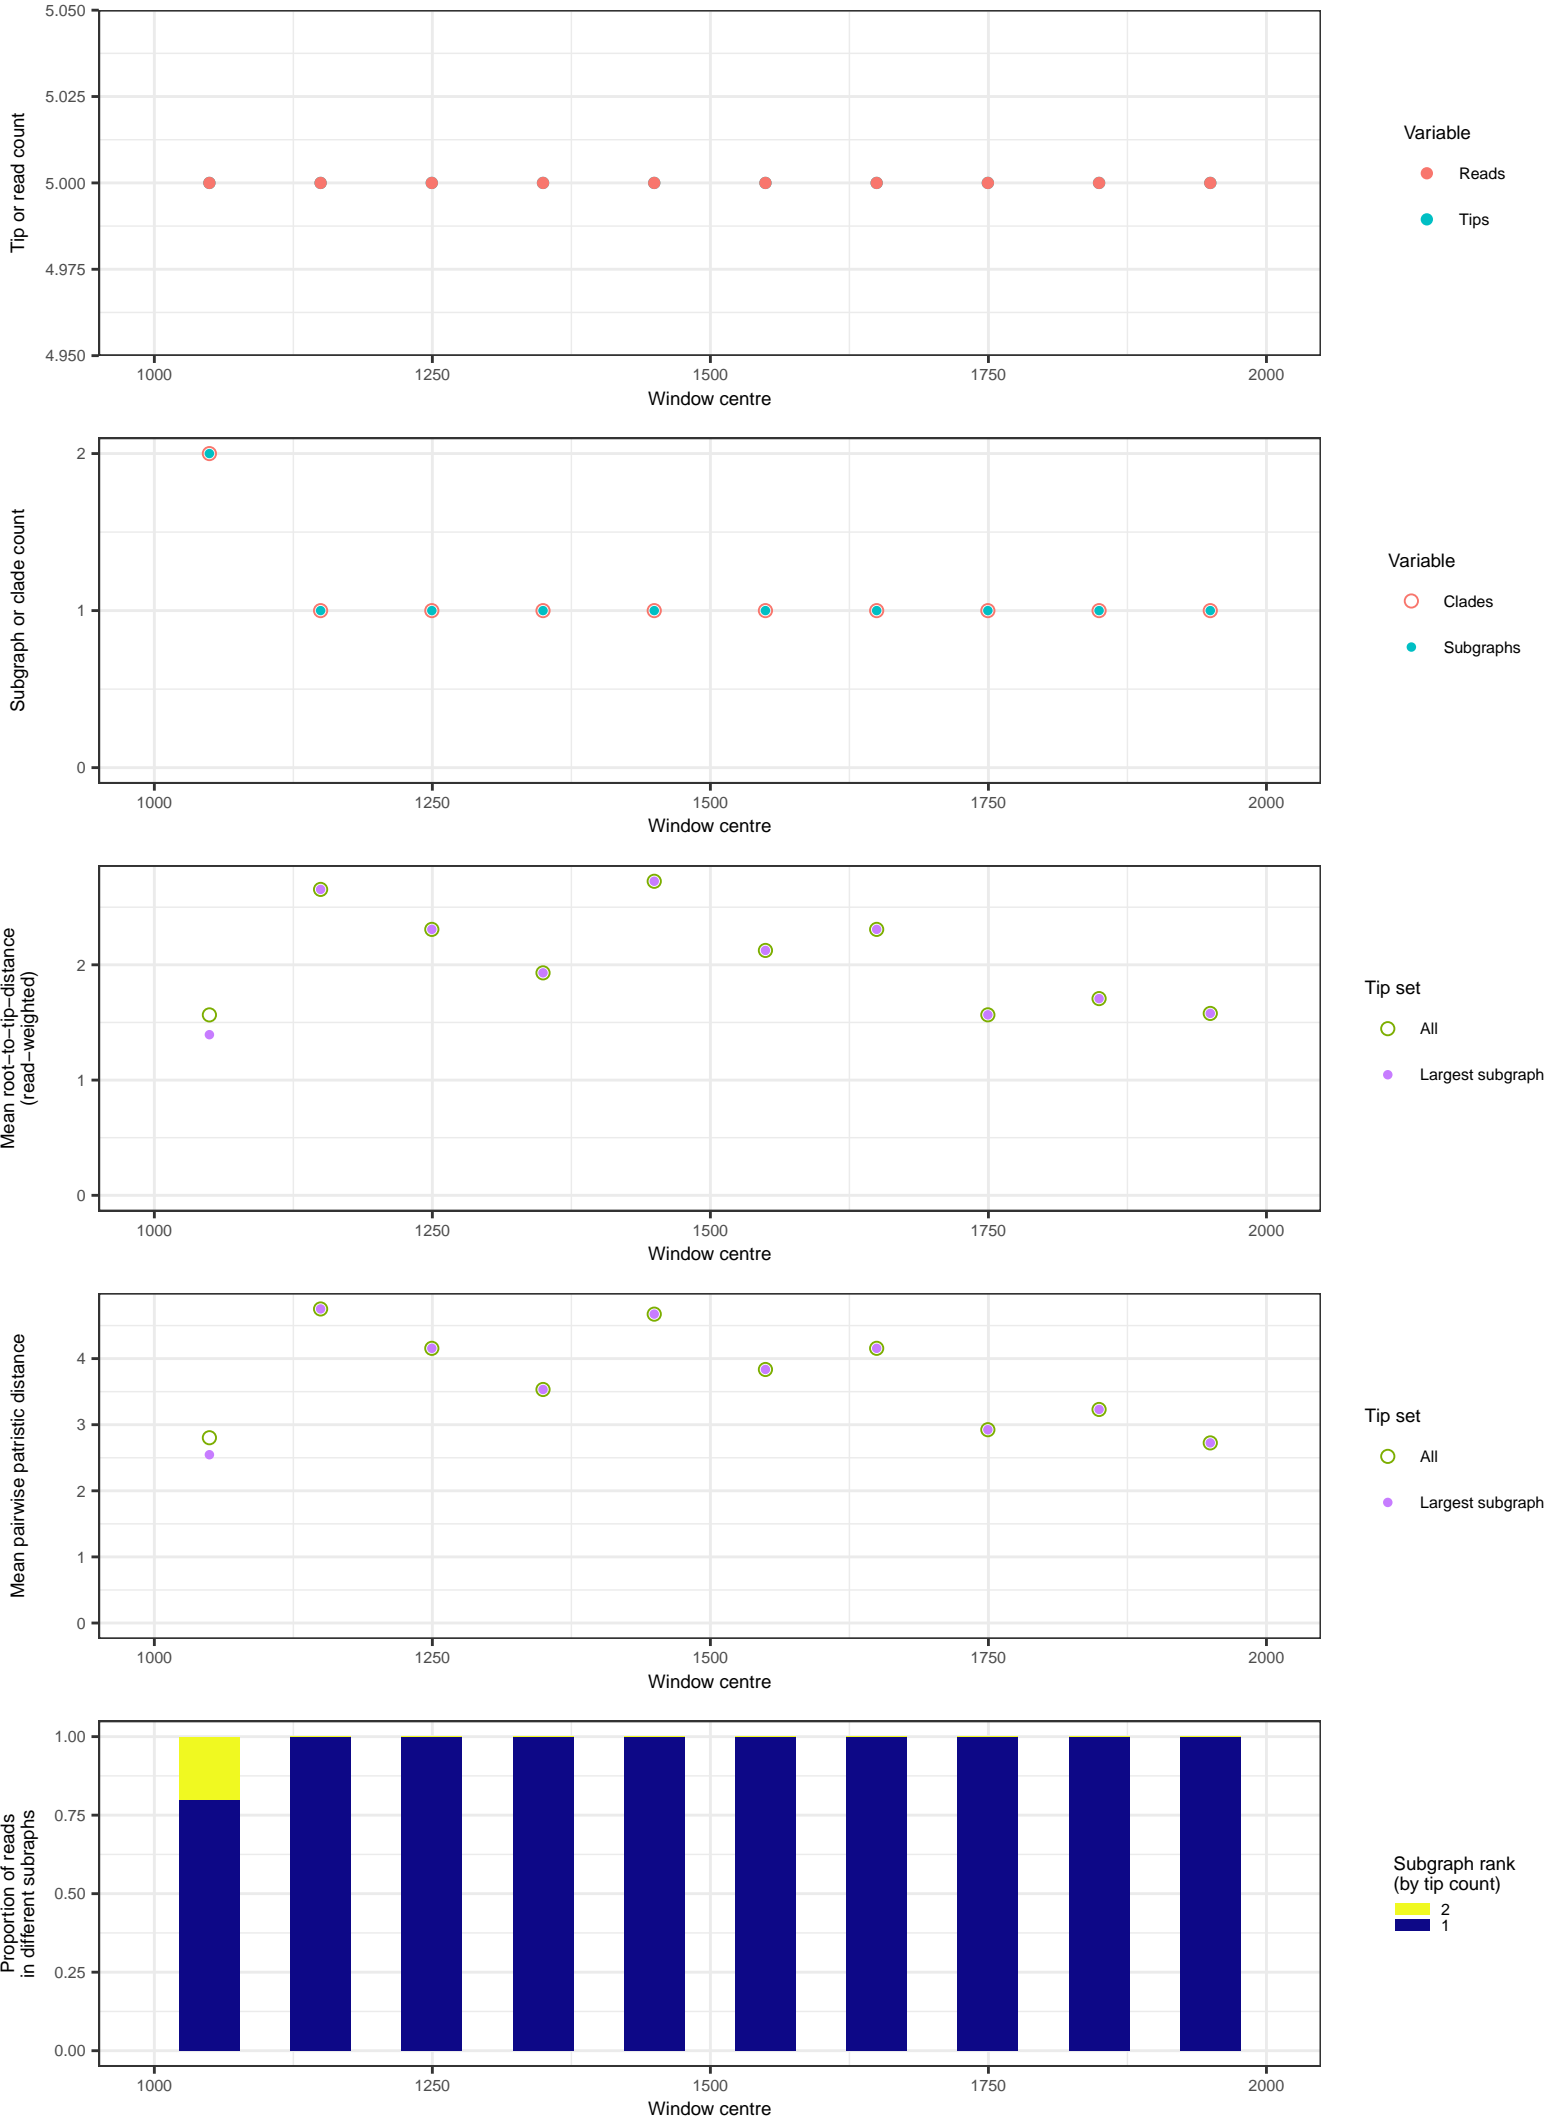 5.050
5.025
5.000
4.975
4.950
Tip or read count
1000 1250 1500 1750 2000
Window centre
Variable
Reads
Tips
2
1
0
Subgraph or clade count
1000 1250 1500 1750 2000
Window centre
Variable
Clades
Subgraphs
2
1
0
Mean root−to−tip−distance
(read−weighted)
1000 1250 1500 1750 2000
Window centre
Tip set
All
Largest subgraph
4
3
2
1
0
Mean pairwise patristic distance
1000 1250 1500 1750 2000
Window centre
Tip set
All
Largest subgraph
1.00
0.75
0.50
0.25
0.00
Proportion of reads
in different subraphs
1000 1250 1500 1750 2000
Window centre
Subgraph rank
(by tip count)
2
1